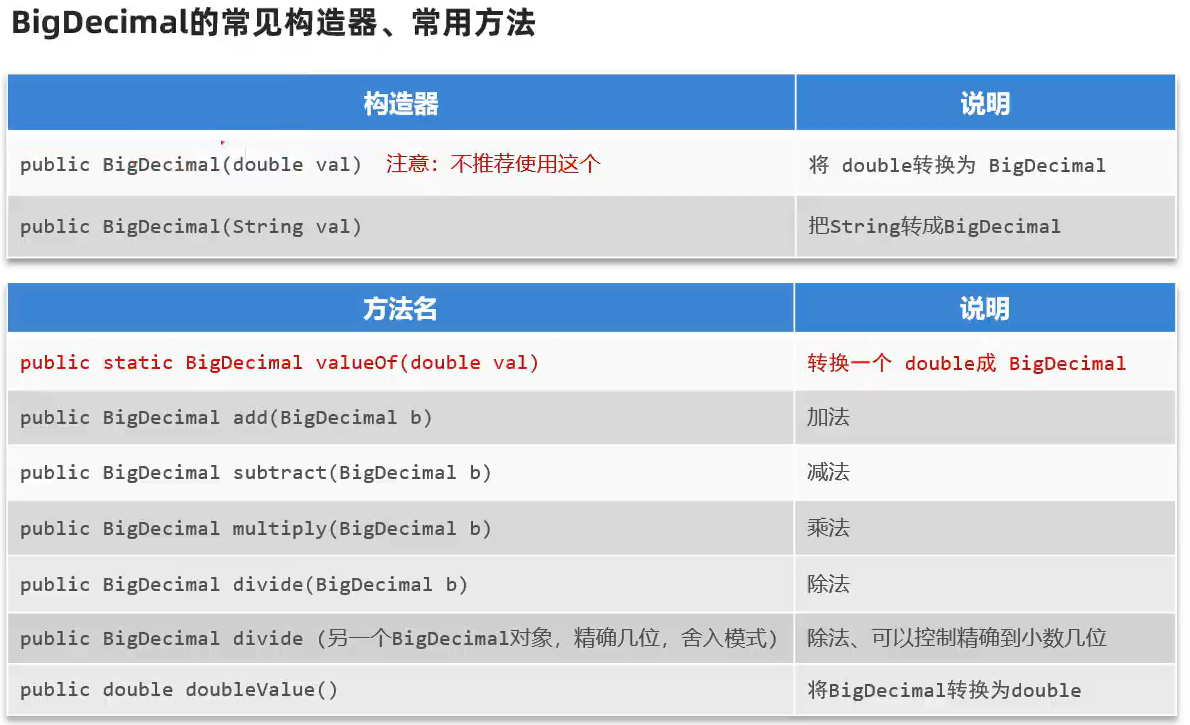 BigDecimal的常见构造器、常用方法
构造器 说明
public BigDecimal(double val) 注意：不推荐使用这个 将 double转换为 BigDecimal
public BigDecimal(String val) 把String转成BigDecimal
方法名 说明
public static BigDecimal valueOf(double val) 转换一个 double成 BigDecimal
public BigDecimal add(BigDecimal b) 加法
public BigDecimal subtract(BigDecimal b) 减法
public BigDecimal multiply(BigDecimal b) 乘法
public BigDecimal divide(BigDecimal b) 除法
public BigDecimal divide (另一个BigDecimal对象，精确几位，舍入模式) 除法、可以控制精确到小数几位
public double doubleValue() 将BigDecimal转换为double